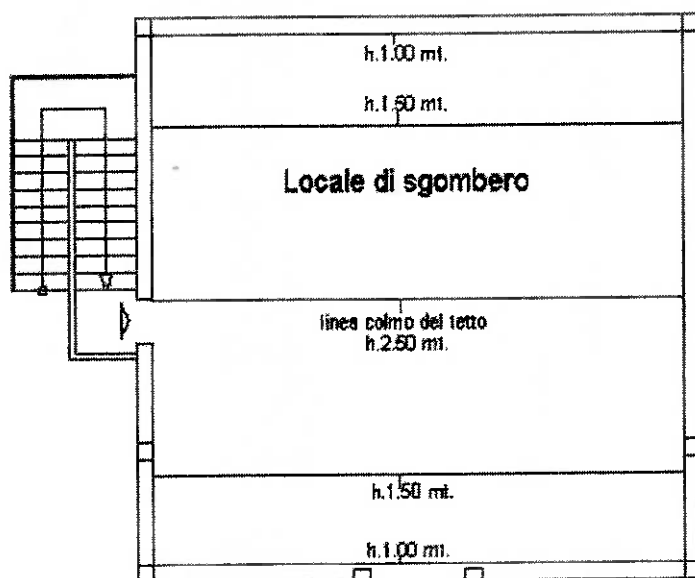 h.1.00 mt.
h.1.50 mt.
Locale di sgombero
linea colmo del tetto
h.2.50 mt.
h.1.50 mt.
h.1.00 mt.